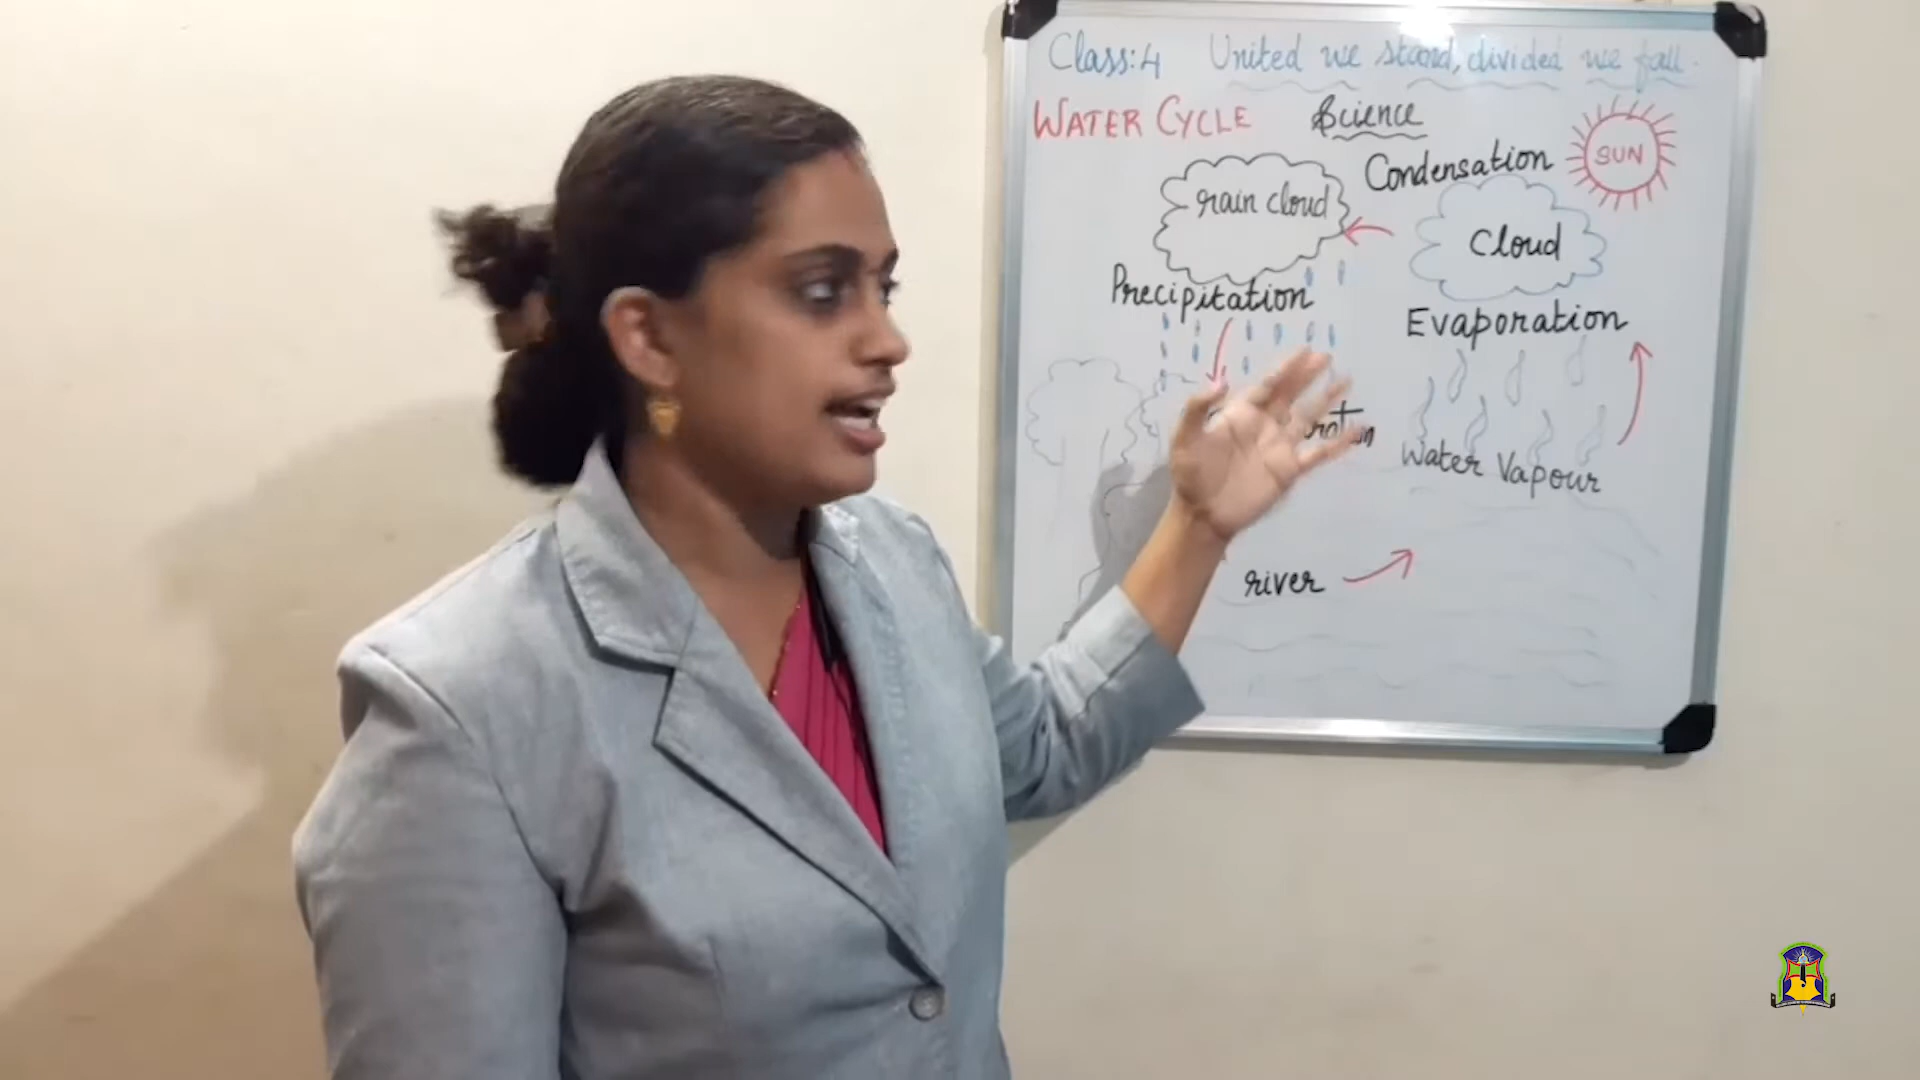 Class:4 United we stand, divided we fall.
WATER CYCLE Science
Condensation SUN
rain cloud
Cloud
Precipitation
Evaporation
Water Vapour
river